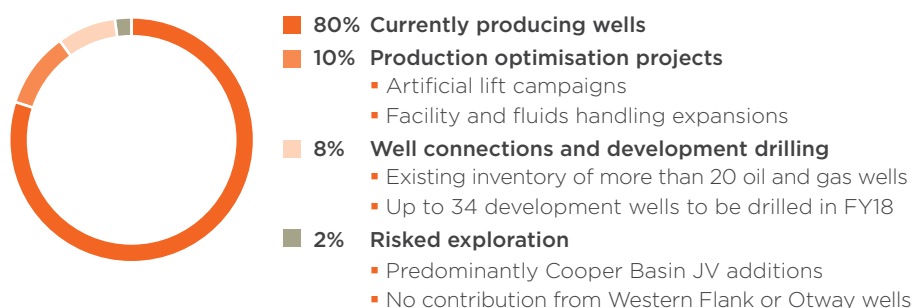 80% Currently producing wells
10% Production optimisation projects
▪ Artificial lift campaigns
▪ Facility and fluids handling expansions
8% Well connections and development drilling
▪ Existing inventory of more than 20 oil and gas wells
▪ Up to 34 development wells to be drilled in FY18
2% Risked exploration
▪ Predominantly Cooper Basin JV additions
▪ No contribution from Western Flank or Otway wells